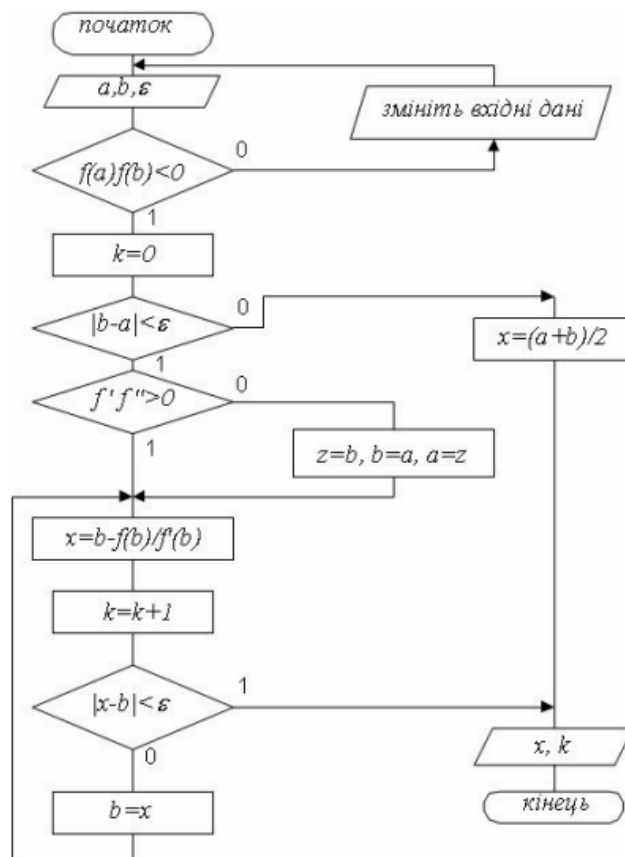 початок
a,b,ε
змініть вхідні дані
f(a)f(b)<0
0
1
k=0
|b-a|<ε
0
x=(a+b)/2
1
f' f''>0
0
1
z=b, b=a, a=z
x=b-f(b)/f'(b)
k=k+1
|x-b|<ε
1
0
x, k
b=x
кінець